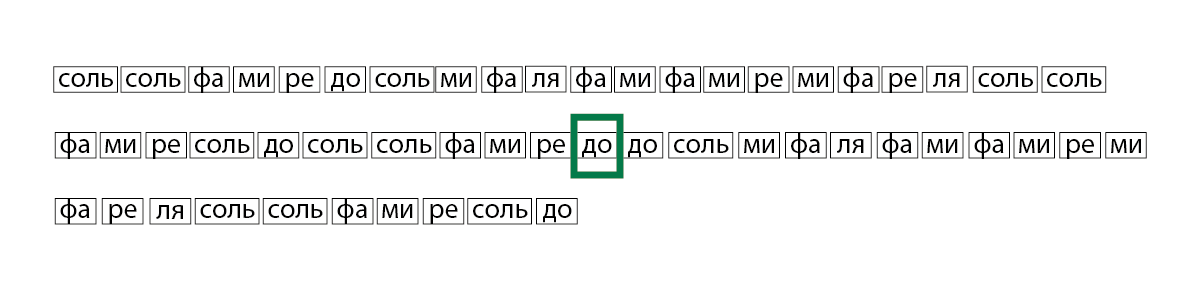 соль соль фа ми ре до соль ми фа ля фа ми фа ми ре ми фа ре ля соль соль
фа ми ре соль до соль соль фа ми ре до до соль ми фа ля фа ми фа ми ре ми
фа ре ля соль соль фа ми ре соль до